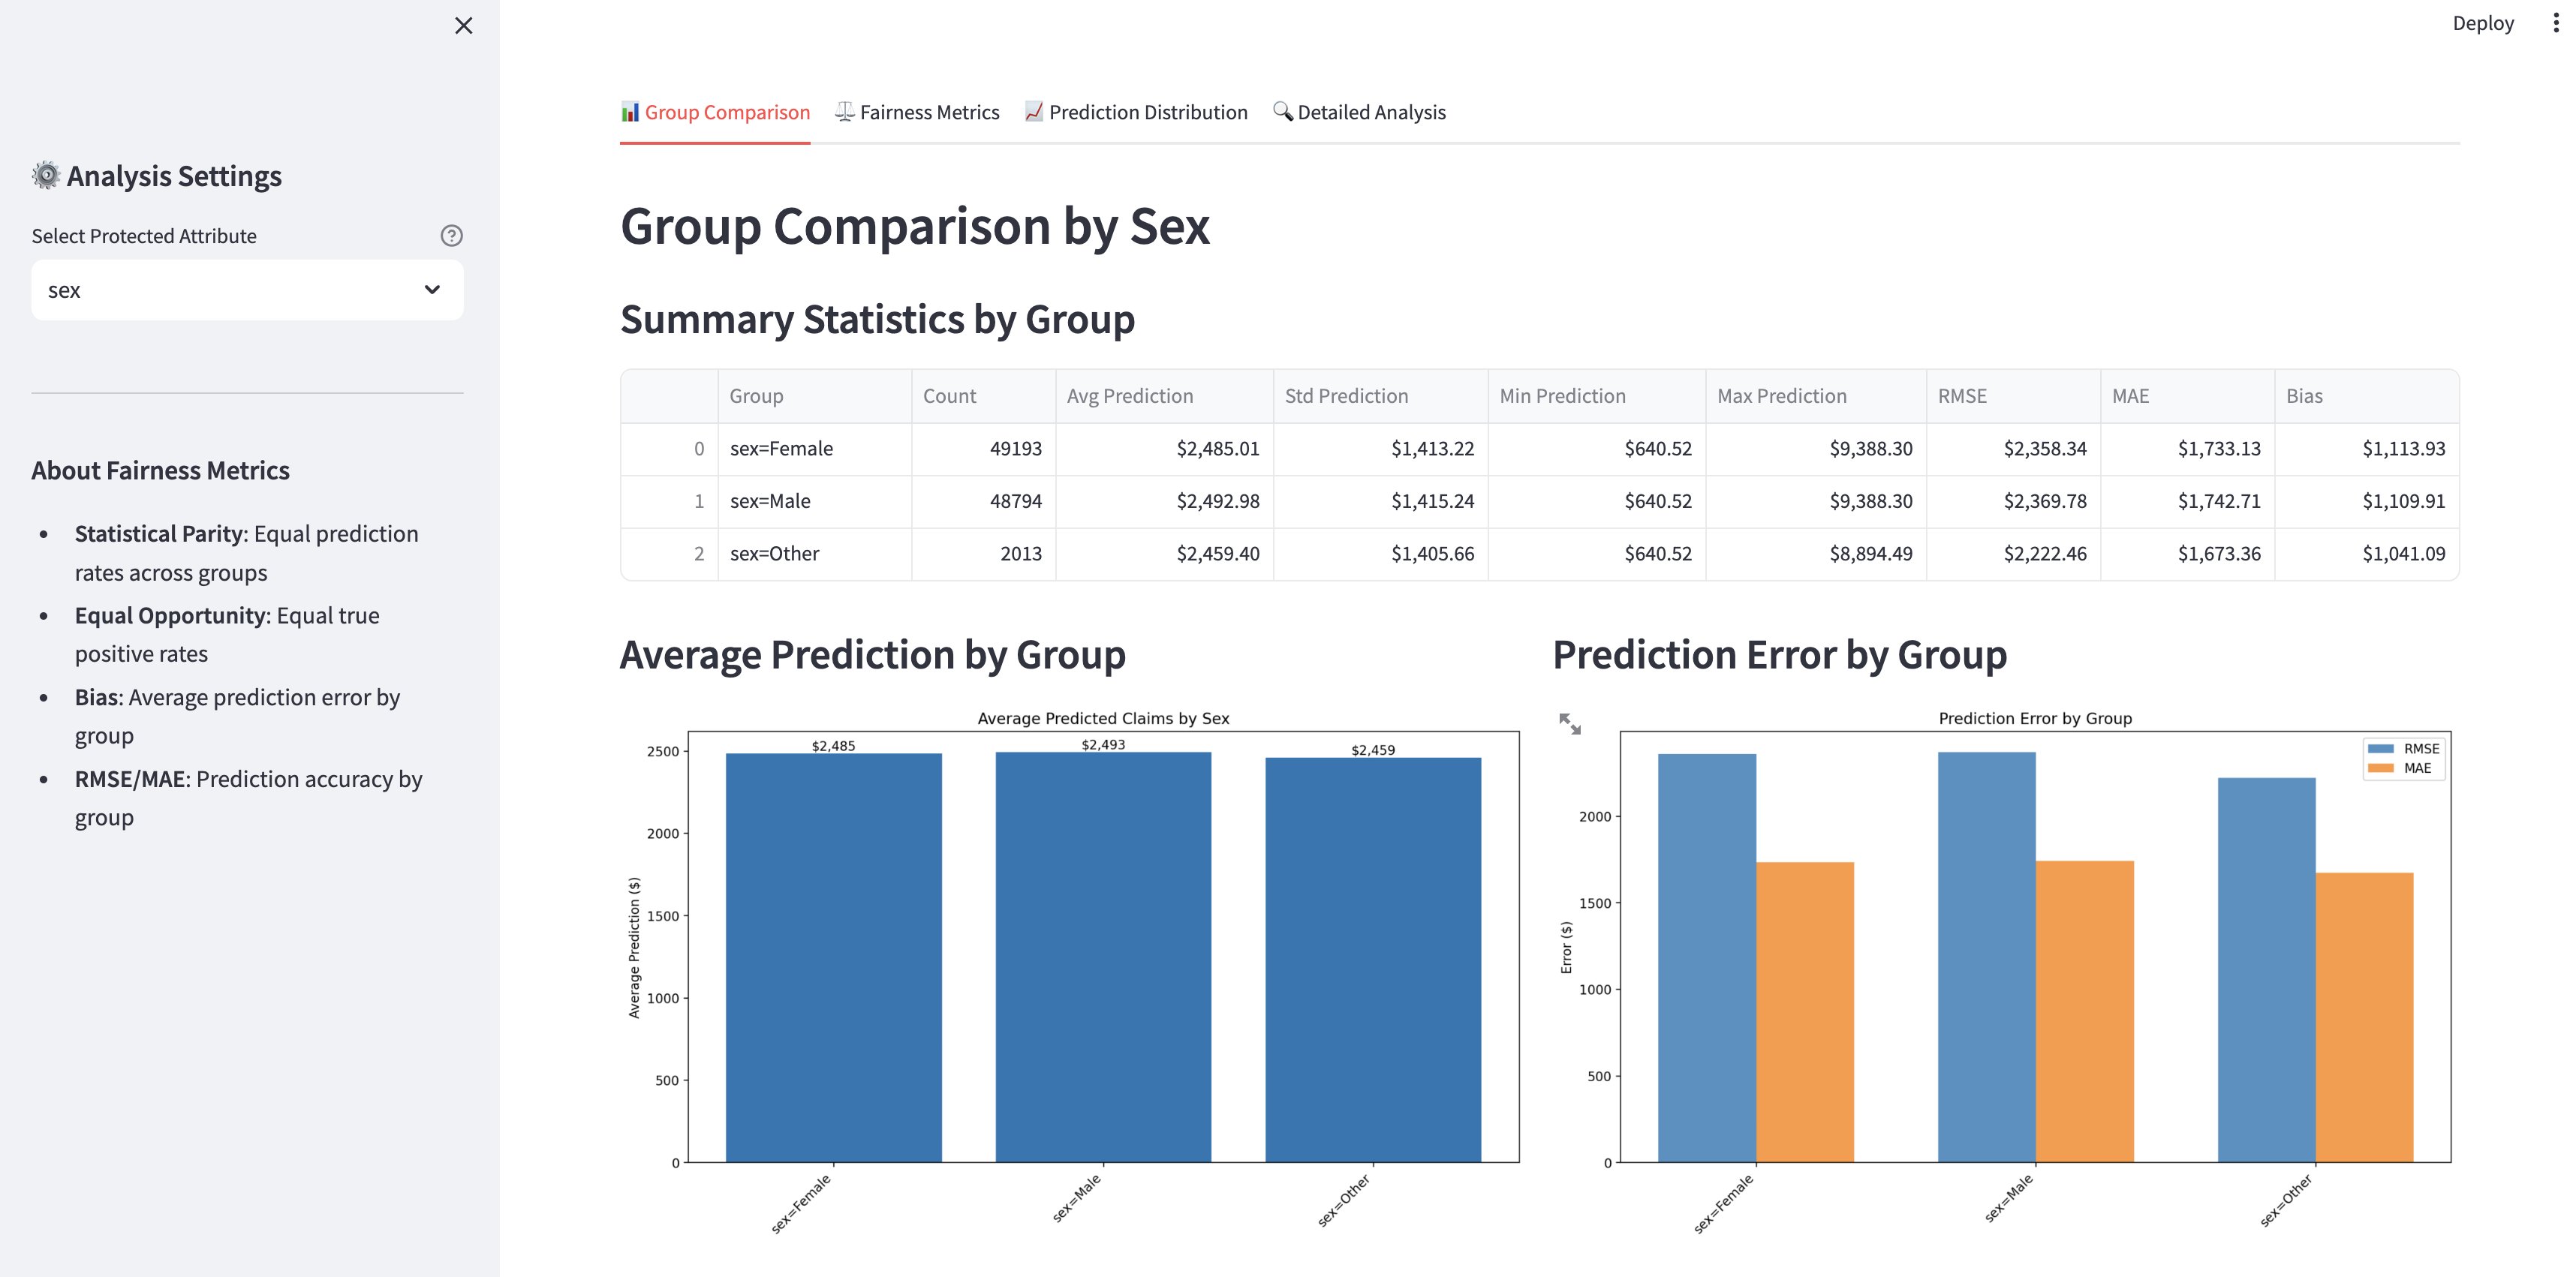 Deploy
⚙️ Analysis Settings
Select Protected Attribute
sex
About Fairness Metrics
• Statistical Parity: Equal prediction
rates across groups
• Equal Opportunity: Equal true
positive rates
• Bias: Average prediction error by
group
• RMSE/MAE: Prediction accuracy by
group
📊 Group Comparison ⚖️ Fairness Metrics 📈 Prediction Distribution 🔍 Detailed Analysis
Group Comparison by Sex
Summary Statistics by Group
Group Count Avg Prediction Std Prediction Min Prediction Max Prediction RMSE MAE Bias
0 sex=Female 49193 $2,485.01 $1,413.22 $640.52 $9,388.30 $2,358.34 $1,733.13 $1,113.93
1 sex=Male 48794 $2,492.98 $1,415.24 $640.52 $9,388.30 $2,369.78 $1,742.71 $1,109.91
2 sex=Other 2013 $2,459.40 $1,405.66 $640.52 $8,894.49 $2,222.46 $1,673.36 $1,041.09
Average Prediction by Group
Average Predicted Claims by Sex
$2,485 $2,493 $2,459
2500
2000
1500
1000
500
0
Average Prediction ($)
sex=Female sex=Male sex=Other
Prediction Error by Group
Prediction Error by Group
RMSE
MAE
2000
1500
1000
500
0
Error ($)
sex=Female sex=Male sex=Other